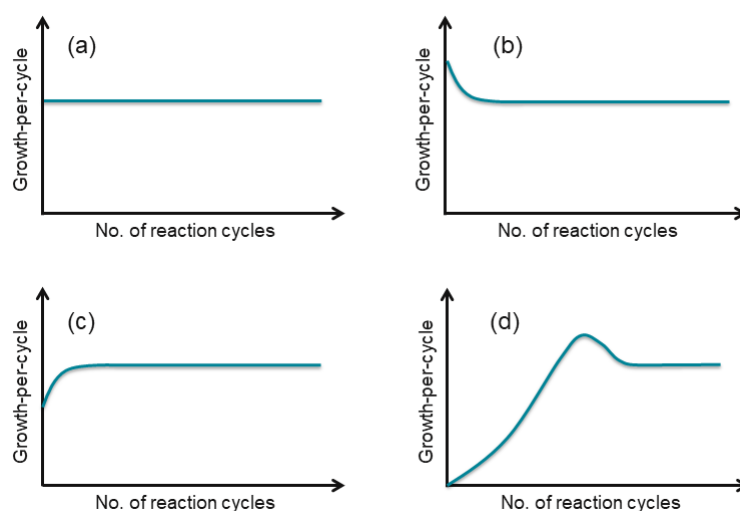 (a)
Growth-per-cycle
No. of reaction cycles
(b)
Growth-per-cycle
No. of reaction cycles
(c)
Growth-per-cycle
No. of reaction cycles
(d)
Growth-per-cycle
No. of reaction cycles